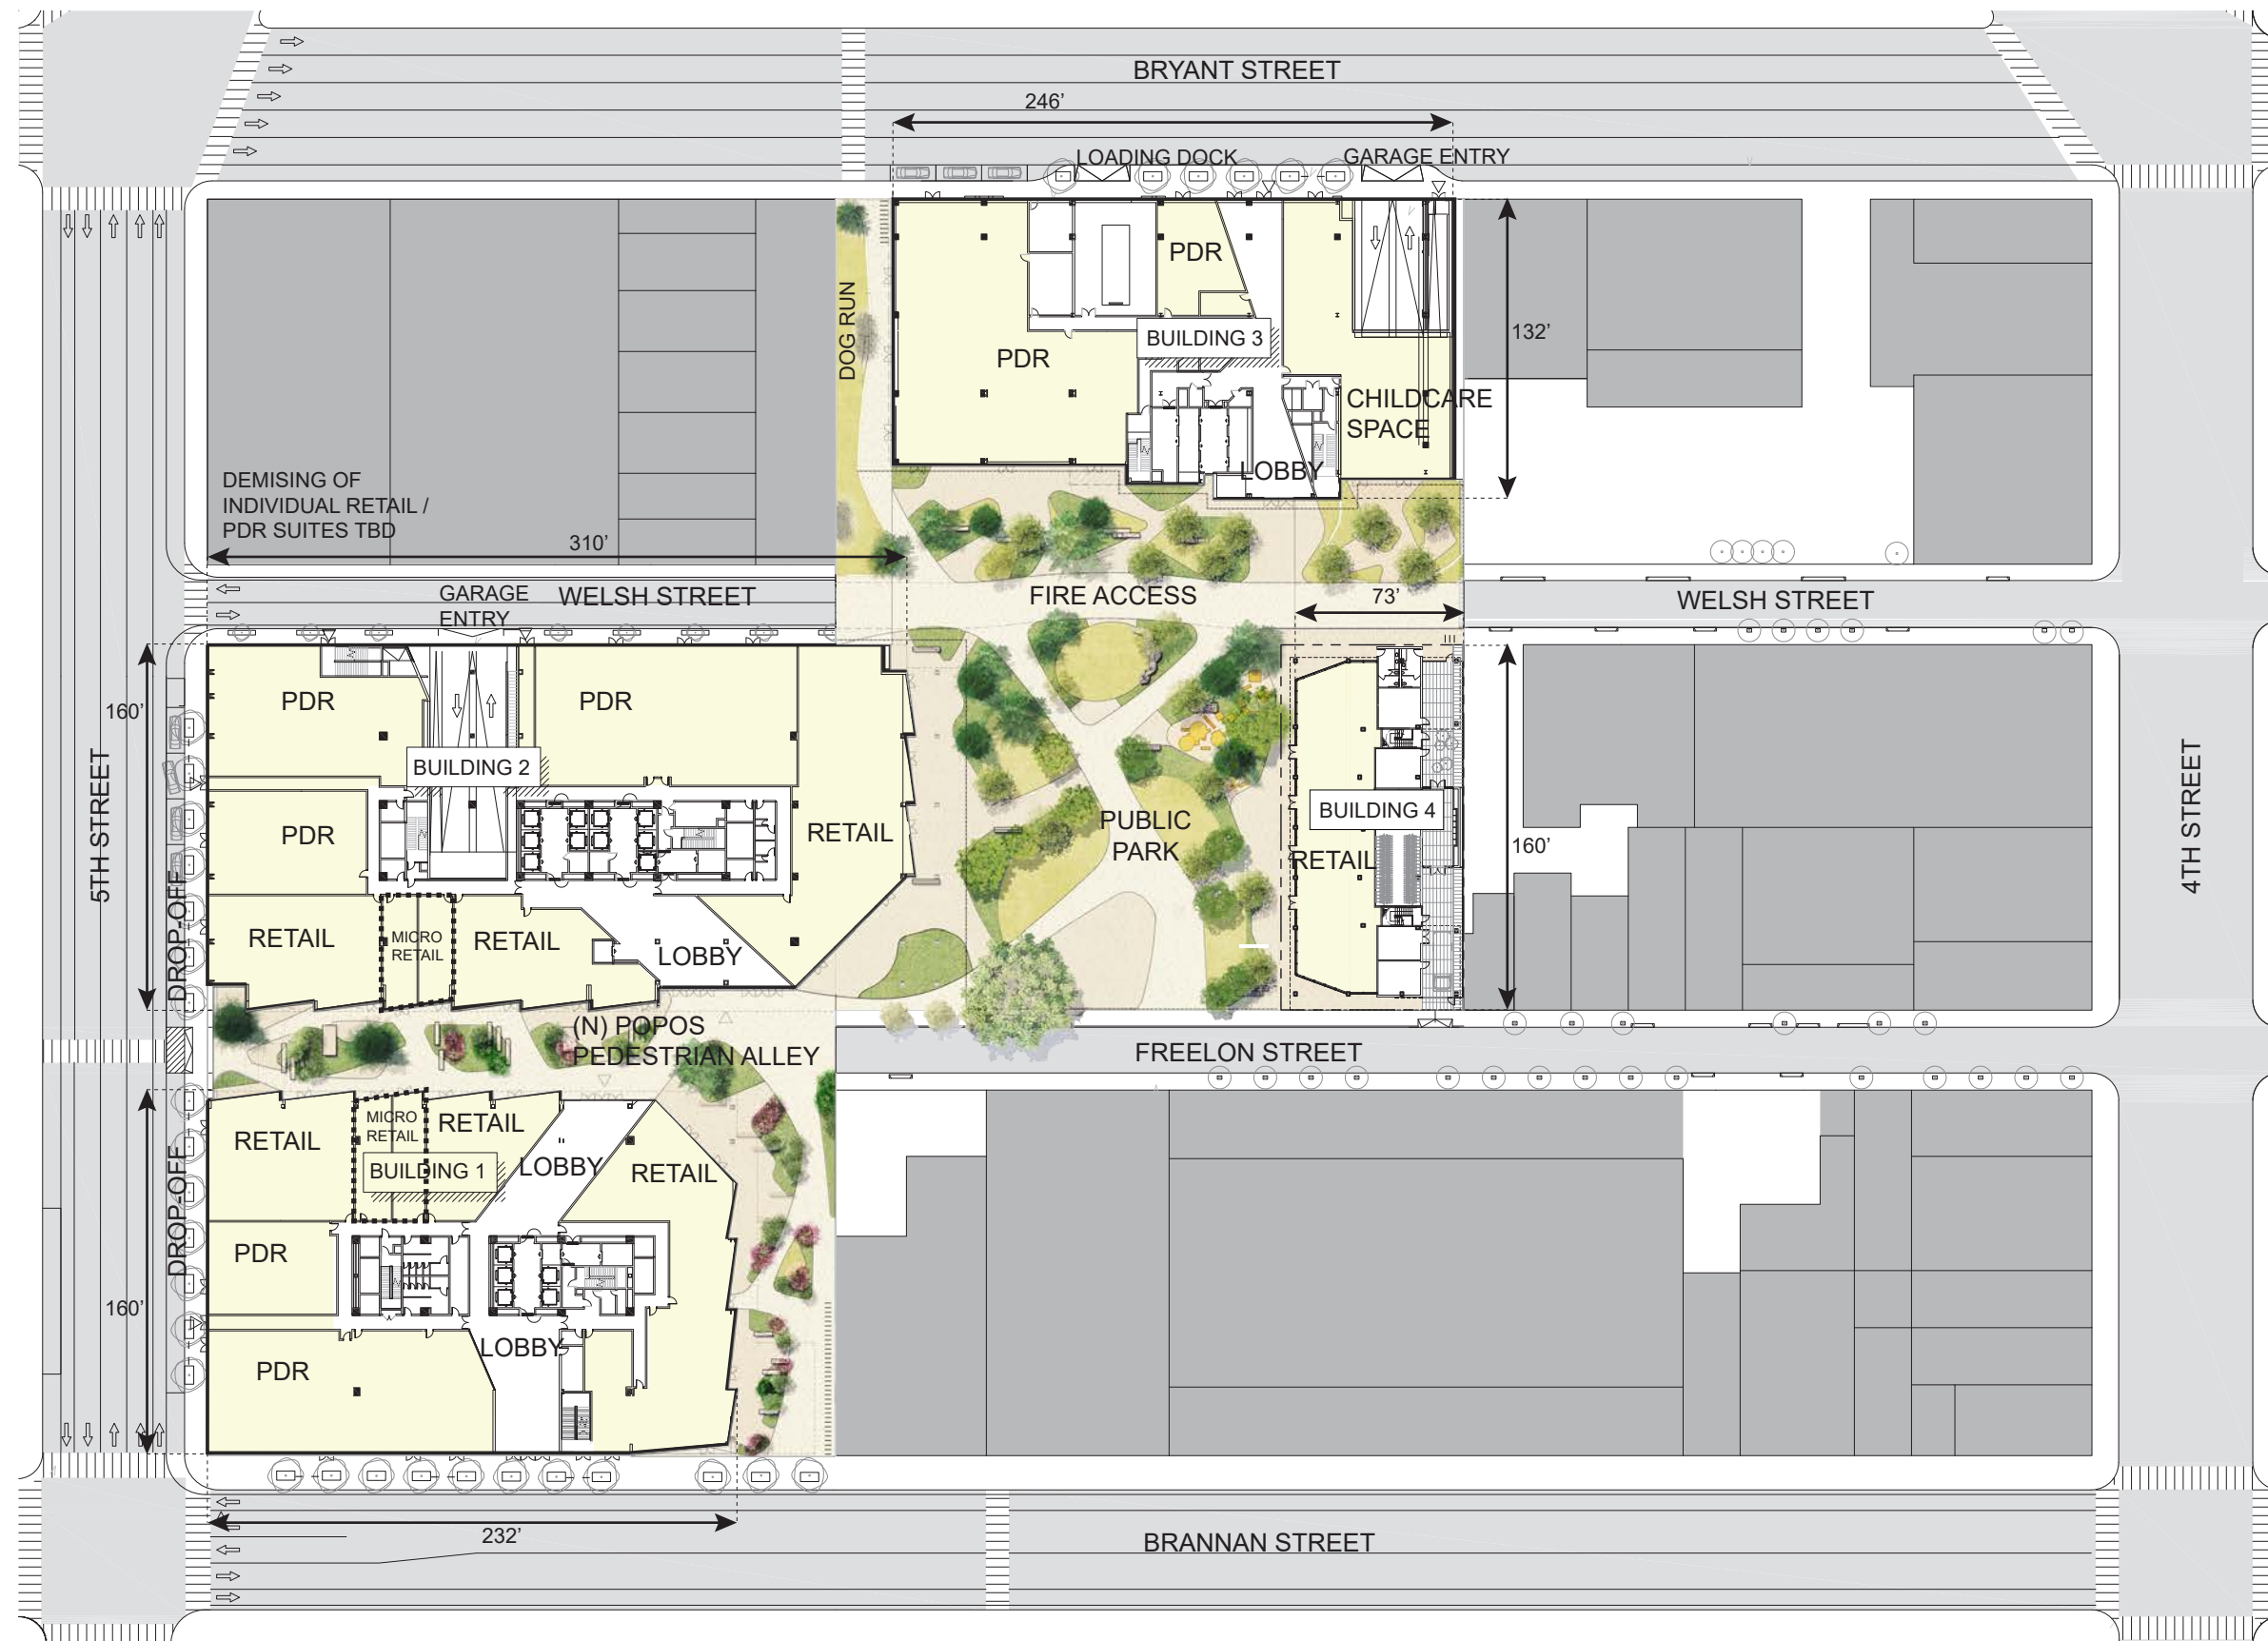 BRYANT STREET
246’
LOADING DOCK
GARAGE ENTRY
PDR
DOG RUN
BUILDING 3
132’
PDR
CHILDCARE
SPACE
LOBBY
DEMISING OF
INDIVIDUAL RETAIL /
PDR SUITES TBD
310’
GARAGE
ENTRY
WELSH STREET
FIRE ACCESS
73’
WELSH STREET
PDR
PDR
160’
BUILDING 2
5TH STREET
4TH STREET
PDR
RETAIL
PUBLIC
PARK
BUILDING 4
RETAIL
160’
DROP-OFF
RETAIL
MICRO
RETAIL
RETAIL
LOBBY
(N) POPOS
PEDESTRIAN ALLEY
FREELON STREET
RETAIL
MICRO
RETAIL
RETAIL
BUILDING 1
LOBBY
RETAIL
DROP-OFF
PDR
160’
LOBBY
PDR
232’
BRANNAN STREET